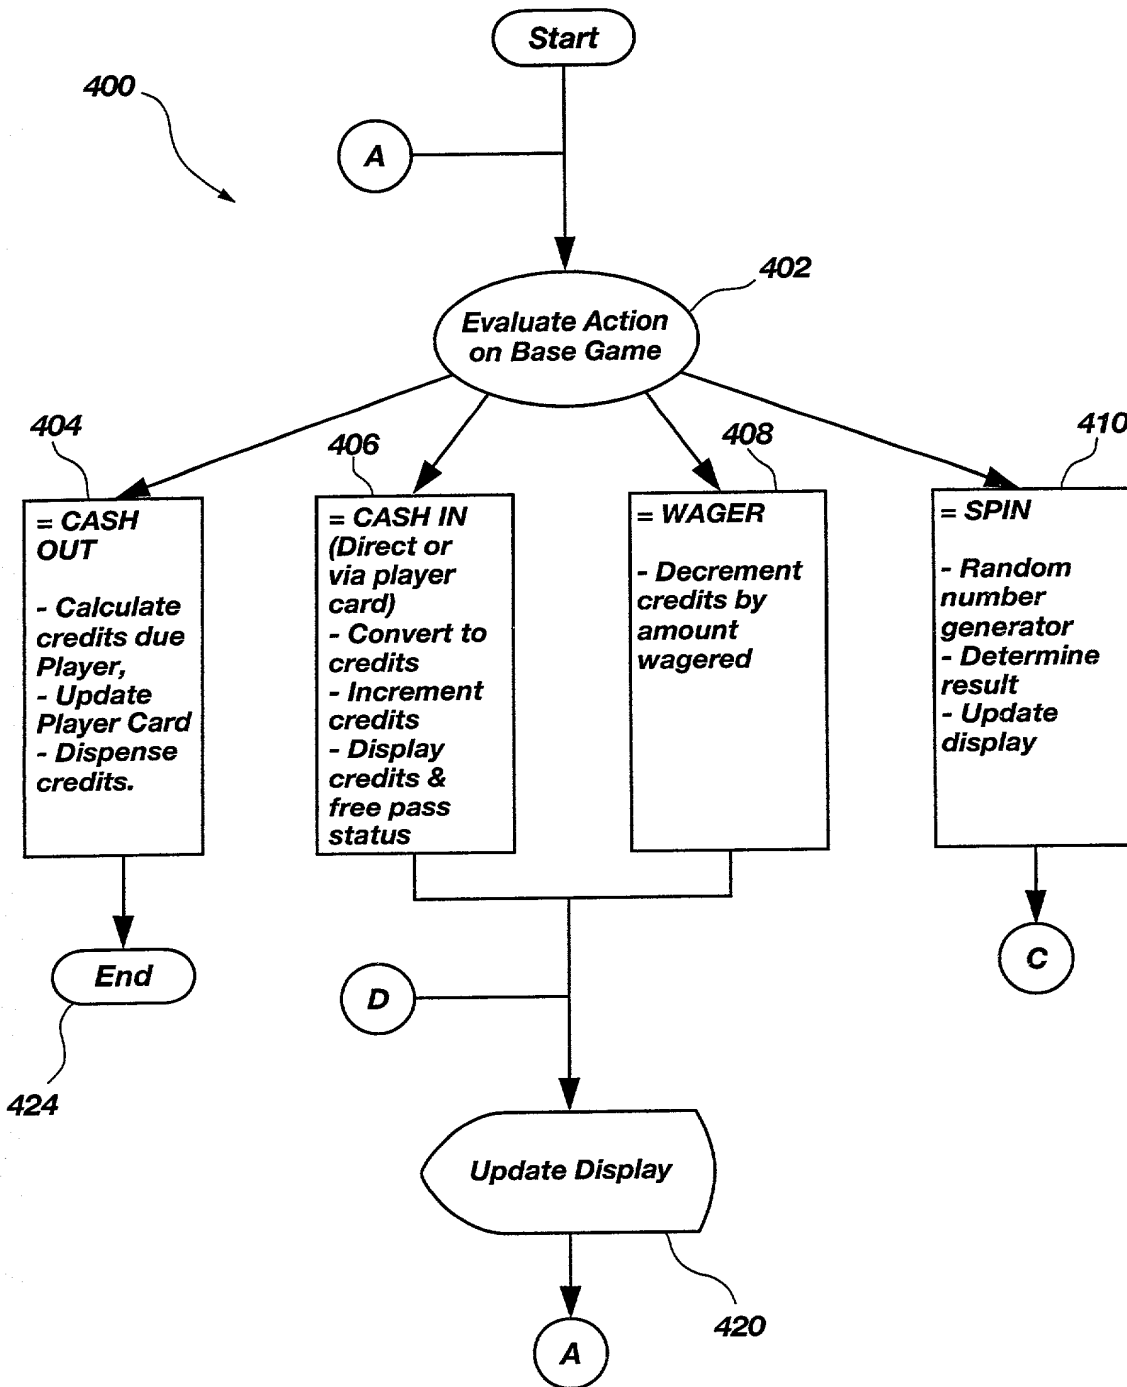 Start
400
A
402
Evaluate Action
on Base Game
404
= CASH
OUT
- Calculate
credits due
Player,
- Update
Player Card
- Dispense
credits.
406
= CASH IN
(Direct or
via player
card)
- Convert to
credits
- Increment
credits
- Display
credits &
free pass
status
408
= WAGER
- Decrement
credits by
amount
wagered
410
= SPIN
- Random
number
generator
- Determine
result
- Update
display
End
424
D
C
Update Display
420
A